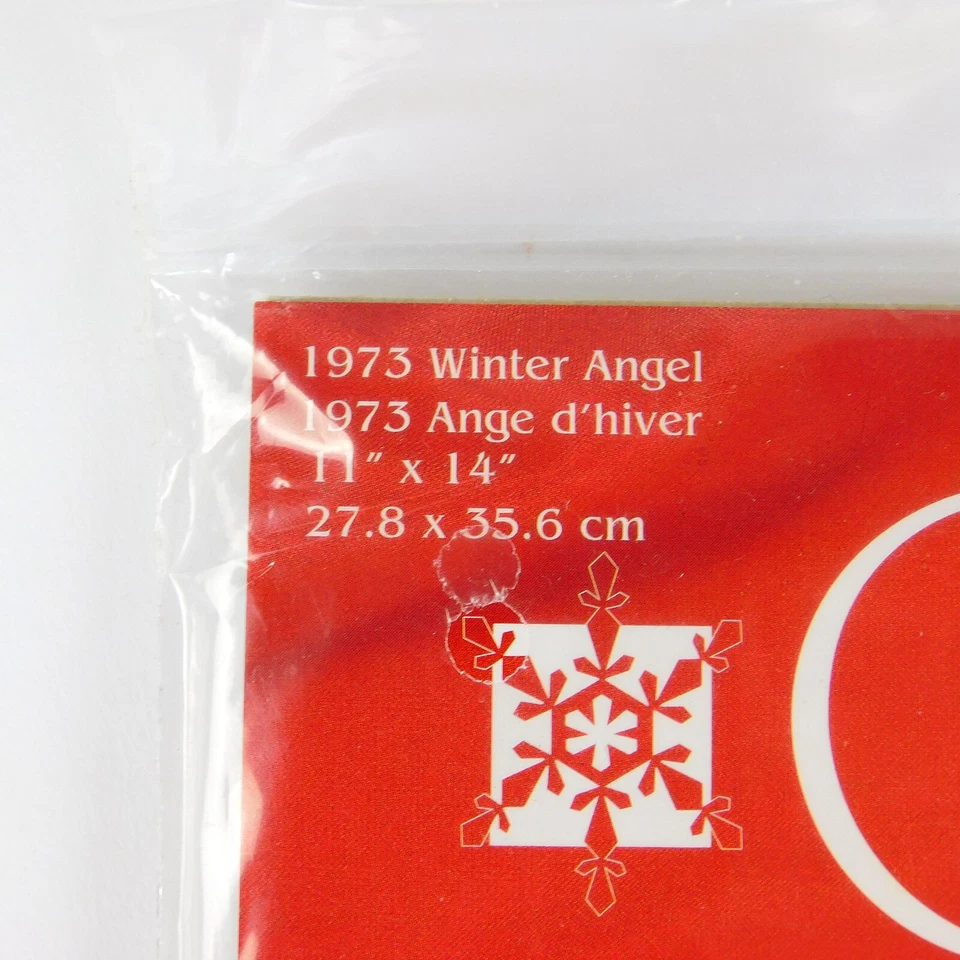 1973 Winter Angel
1973 Ange d'hiver
11" x 14"
27.8 x 35.6 cm